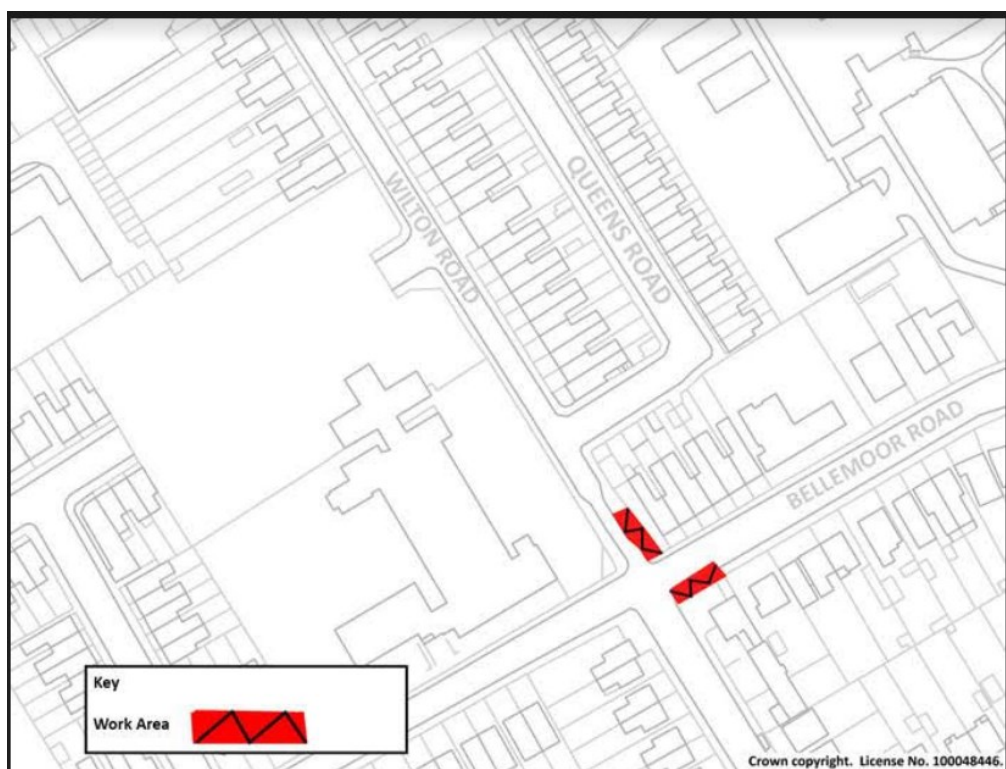 WILTON ROAD
QUEENS ROAD
BELLEMOOR ROAD
Key
Work Area
Crown copyright. License No. 100048446.